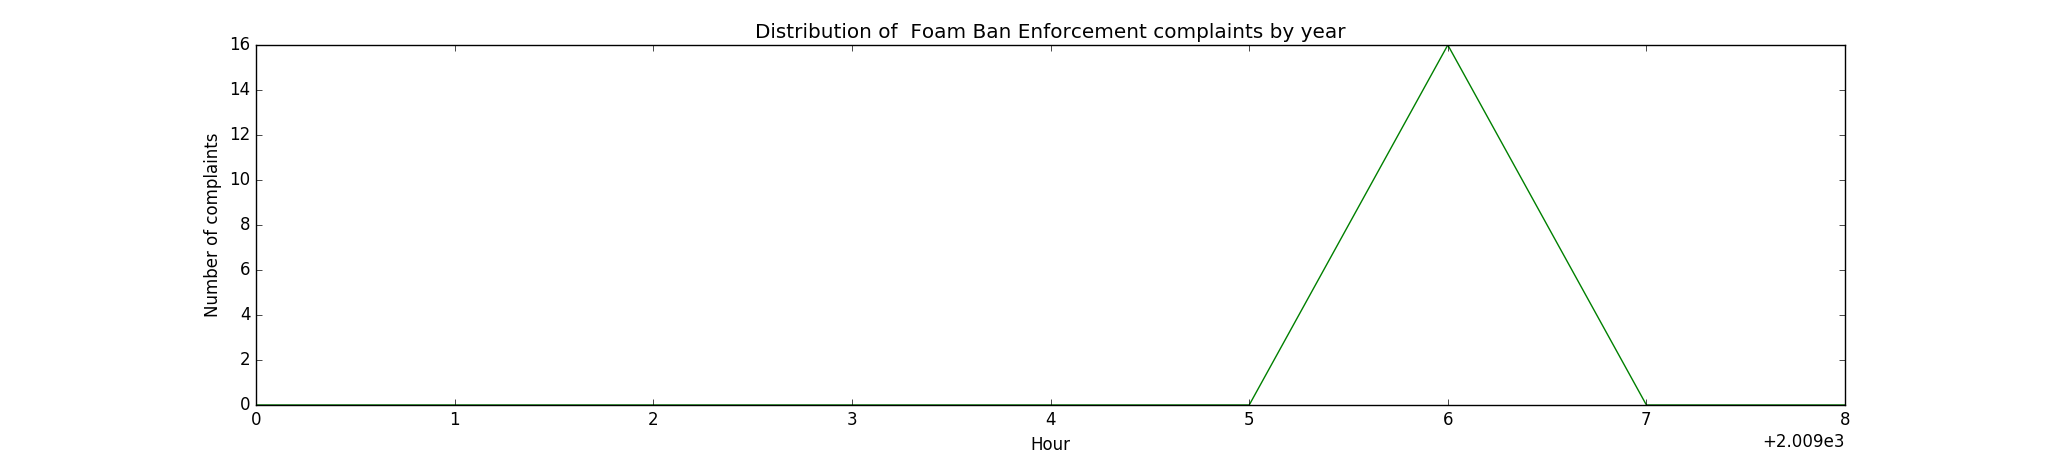 Distribution of  Foam Ban Enforcement complaints by year
16
14
12
10
8
6
4
2
0
Number of complaints
0 1 2 3 4 5 6 7 8
Hour
+2.009e3